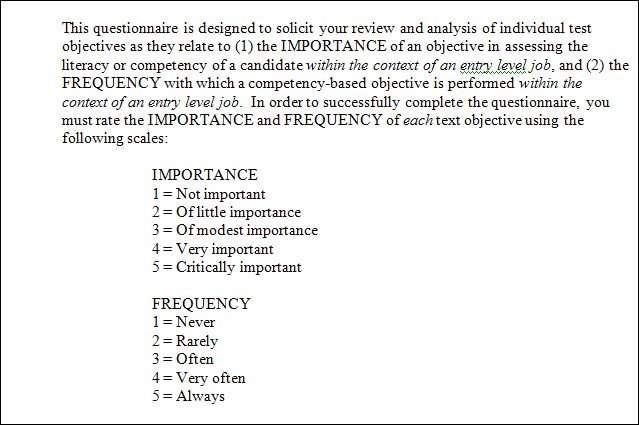 This questionnaire is designed to solicit your review and analysis of individual test
objectives as they relate to (1) the IMPORTANCE of an objective in assessing the
literacy or competency of a candidate within the context of an entry level job, and (2) the
FREQUENCY with which a competency-based objective is performed within the
context of an entry level job. In order to successfully complete the questionnaire, you
must rate the IMPORTANCE and FREQUENCY of each text objective using the
following scales:
IMPORTANCE
1 = Not important
2 = Of little importance
3 = Of modest importance
4 = Very important
5 = Critically important
FREQUENCY
1 = Never
2 = Rarely
3 = Often
4 = Very often
5 = Always